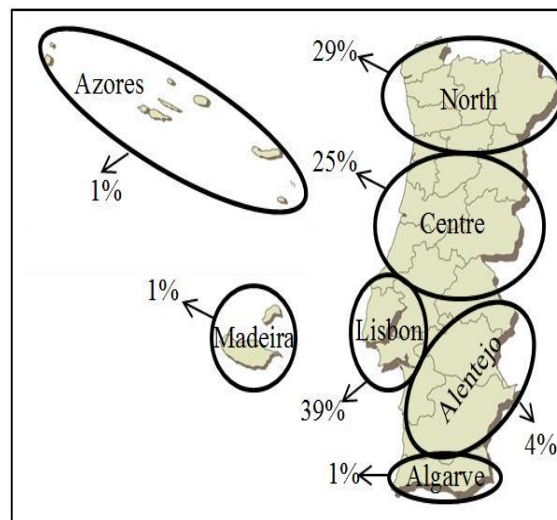 29%
Azores
North
25%
1%
Centre
1%
Madeira
Lisbon
Alentejo
39%
4%
1%
Algarve